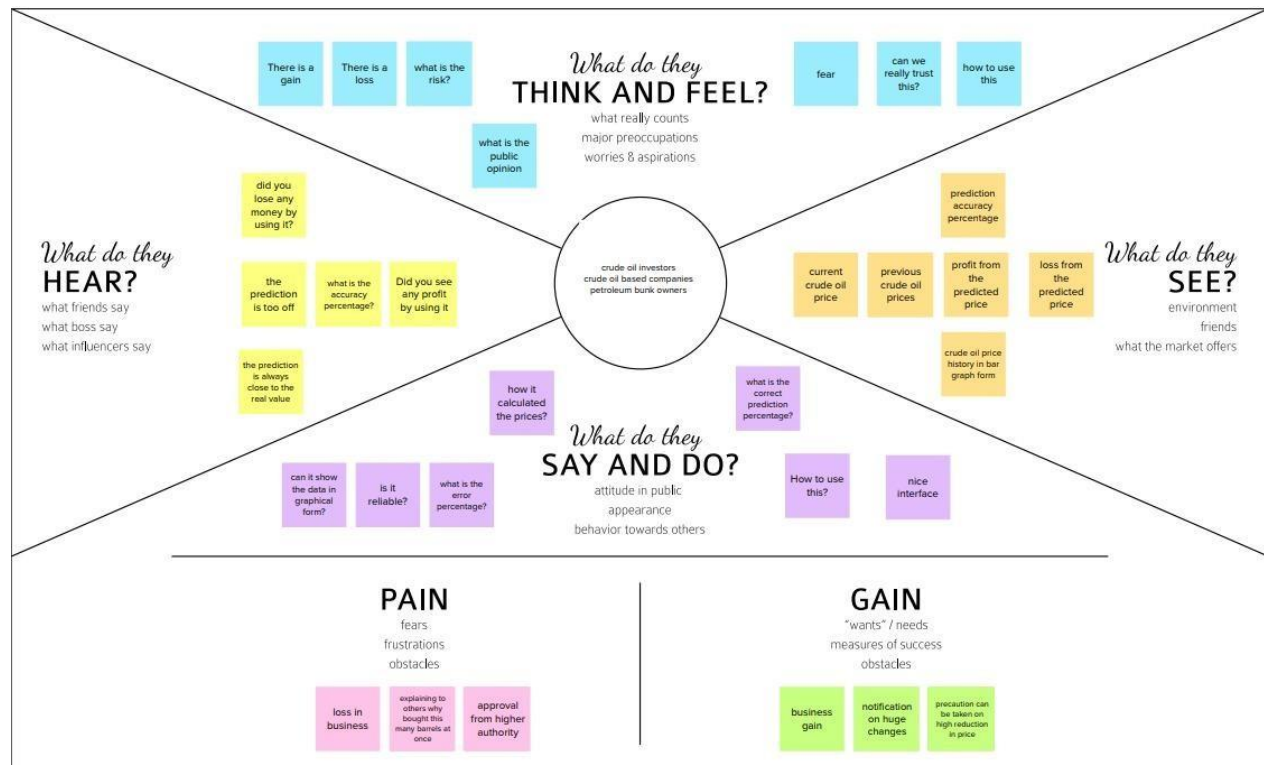 There is a
gain
There is a
loss
what is the
risk?
what is the
public
opinion
What do they
THINK AND FEEL?
what really counts
major preoccupations
worries & aspirations
fear
can we
really trust
this?
how to use
this
What do they
HEAR?
what friends say
what boss say
what influencers say
did you
lose any
money by
using it?
the
prediction
is too off
what is the
accuracy
percentage?
Did you see
any profit
by using it
the prediction
is always
close to the
real value
crude oil investors
crude oil based companies
petroleum bunk owners
prediction
accuracy
percentage
current
crude oil
price
previous
crude oil
prices
profit from
the
predicted
price
loss from
the
predicted
price
crude oil price
history in bar
graph form
What do they
SEE?
environment
friends
what the market offers
how it
calculated
the prices?
what is the
correct
prediction
percentage?
What do they
SAY AND DO?
attitude in public
appearance
behavior towards others
can it show
the data in
graphical
form?
is it
reliable?
what is the
error
percentage?
How to use
this?
nice
interface
PAIN
fears
frustrations
obstacles
loss in
business
explaining to
others why
bought this
many barrels at
once
approval
from higher
authority
GAIN
“wants” / needs
measures of success
obstacles
business
gain
notification
on huge
changes
precaution can
be taken on
high reduction
in price